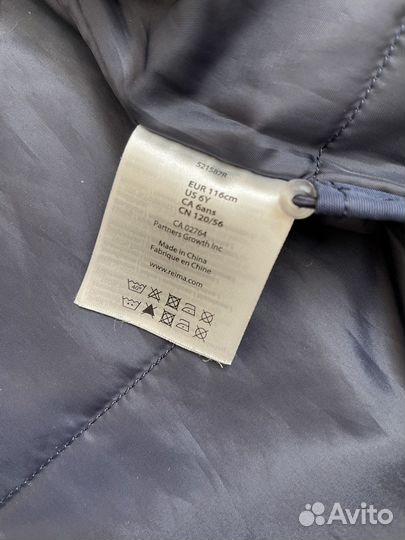 521587R
EUR 116cm
US 6Y
CA 6ans
CN 120/56
CA 02764
Partners Growth Inc
Made in China
Fabrique en Chine
www.reima.com
Avito